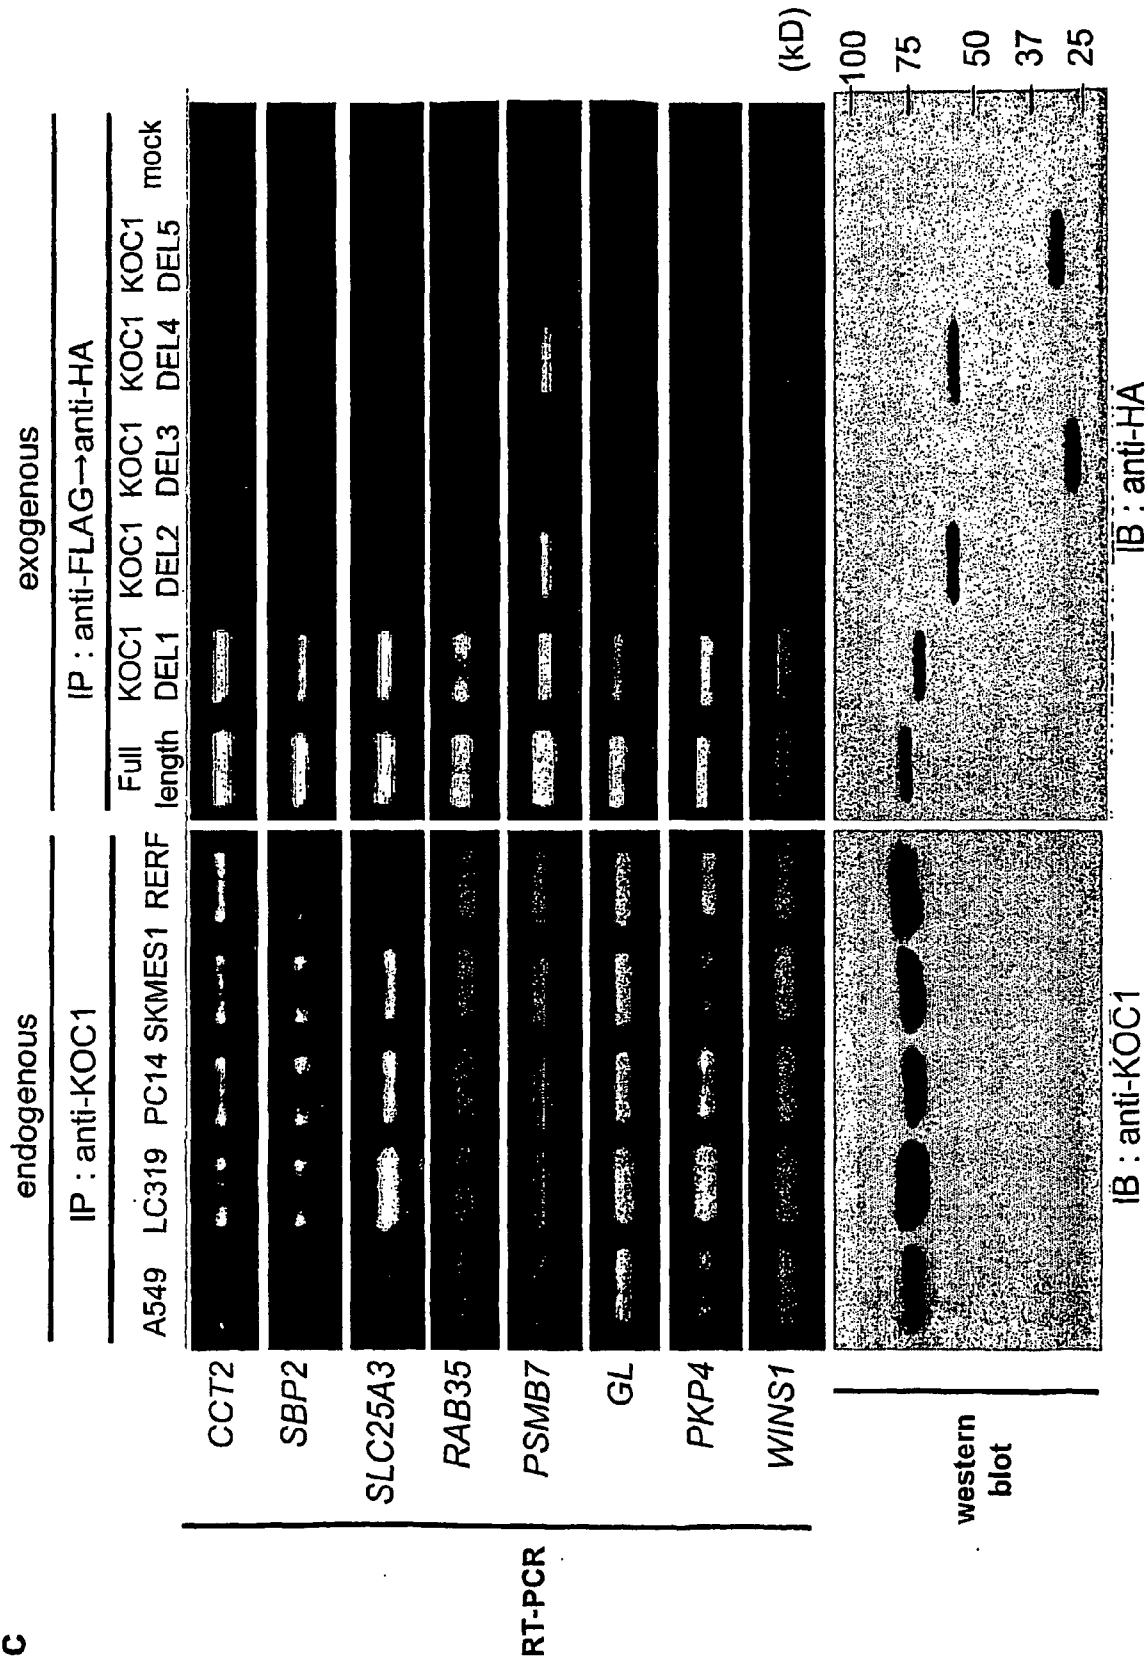 c
endogenous
exogenous
IP : anti-KOC1
IP : anti-FLAG→anti-HA
A549 LC319 PC14 SKMES1 RERF
Full length
KOC1 DEL1
KOC1 DEL2
KOC1 DEL3
KOC1 DEL4
KOC1 DEL5
mock
RT-PCR
CCT2
SBP2
SLC25A3
RAB35
PSMB7
GL
PKP4
WINS1
(kD)
western
blot
100
75
50
37
25
IB : anti-KOC1
IB : anti-HA